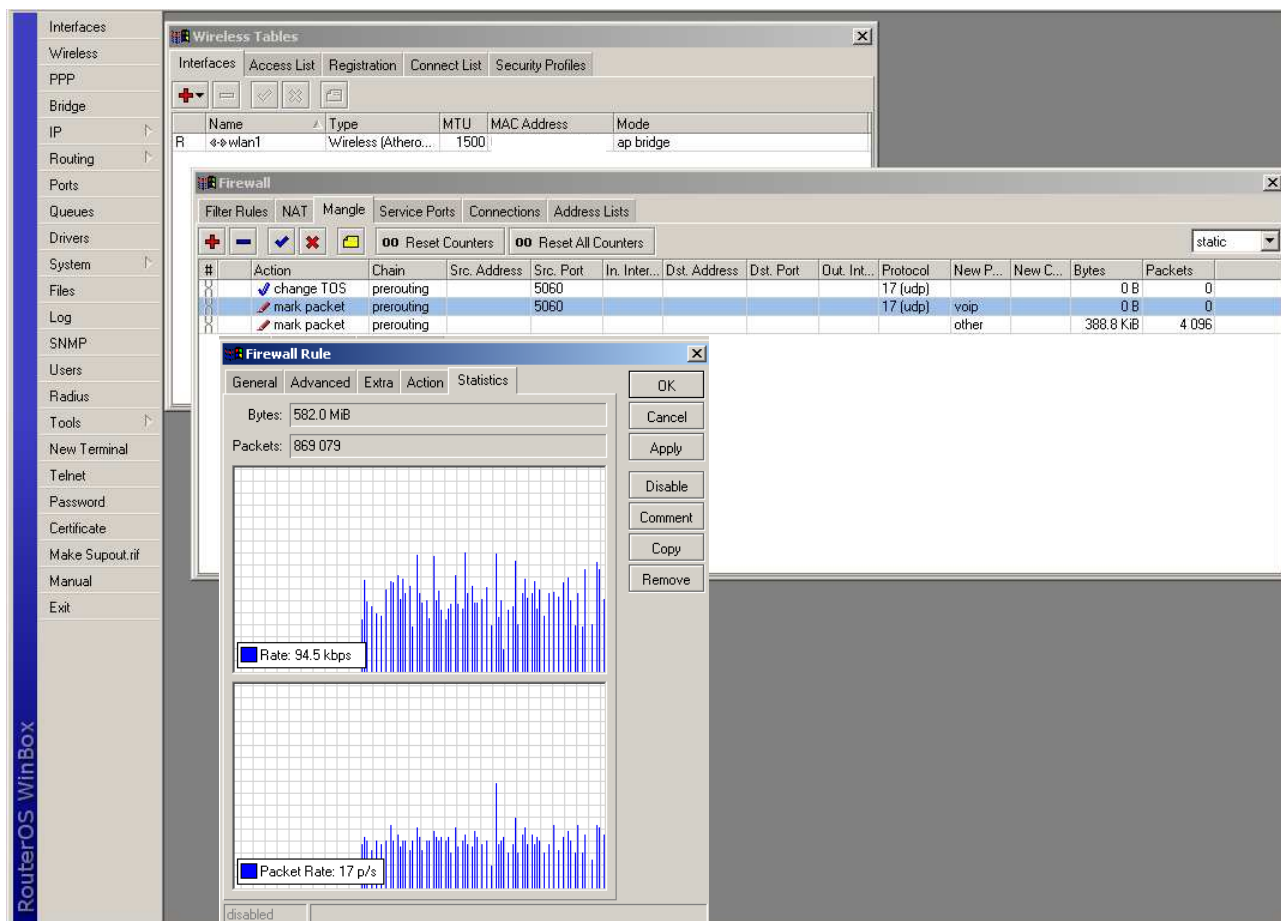 RouterOS WinBox
Interfaces
Wireless
PPP
Bridge
IP
Routing
Ports
Queues
Drivers
System
Files
Log
SNMP
Users
Radius
Tools
New Terminal
Telnet
Password
Certificate
Make Supout.rif
Manual
Exit
Wireless Tables
Interfaces Access List Registration Connect List Security Profiles
Name Type MTU MAC Address Mode
R wlan1 Wireless (Athero... 1500 ap bridge
Firewall
Filter Rules NAT Mangle Service Ports Connections Address Lists
00 Reset Counters 00 Reset All Counters static
# Action Chain Src. Address Src. Port In. Inter... Dst. Address Dst. Port Out. Int... Protocol New P... New C... Bytes Packets
change TOS prerouting 5060 17 (udp) 0 B 0
mark packet prerouting 5060 17 (udp) voip 0 B 0
mark packet prerouting other 388.8 KiB 4 096
Firewall Rule
General Advanced Extra Action Statistics
Bytes: 582.0 MiB
Packets: 869 079
Rate: 94.5 kbps
Packet Rate: 17 p/s
OK
Cancel
Apply
Disable
Comment
Copy
Remove
disabled